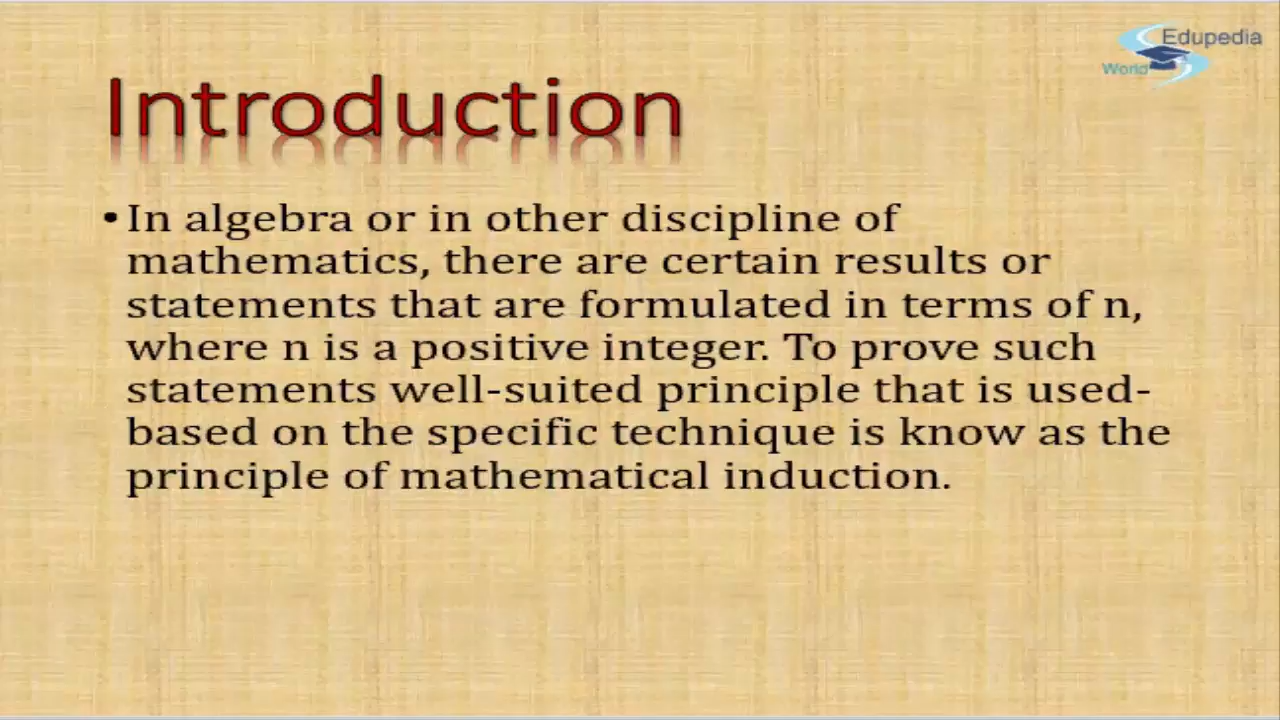 Edupedia
World
Introduction
• In algebra or in other discipline of
mathematics, there are certain results or
statements that are formulated in terms of n,
where n is a positive integer. To prove such
statements well-suited principle that is used-
based on the specific technique is know as the
principle of mathematical induction.